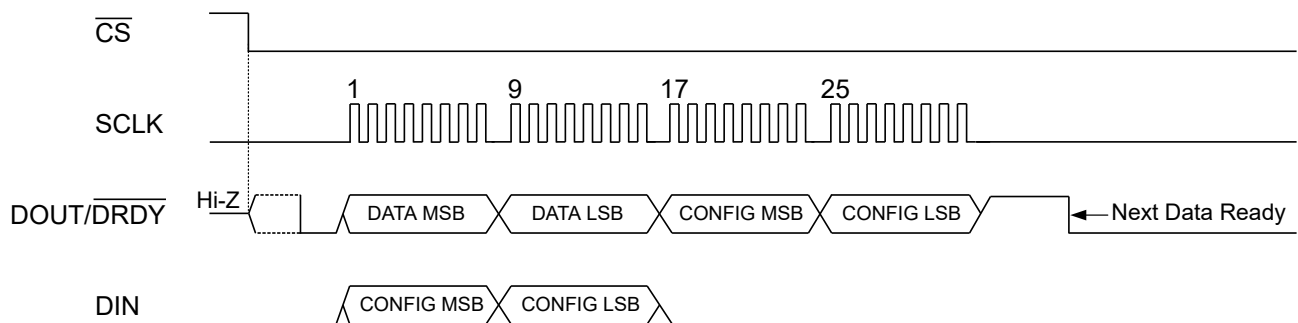 CS
1 9 17 25
SCLK
Hi-Z
DOUT/DRDY DATA MSB DATA LSB CONFIG MSB CONFIG LSB Next Data Ready
DIN CONFIG MSB CONFIG LSB